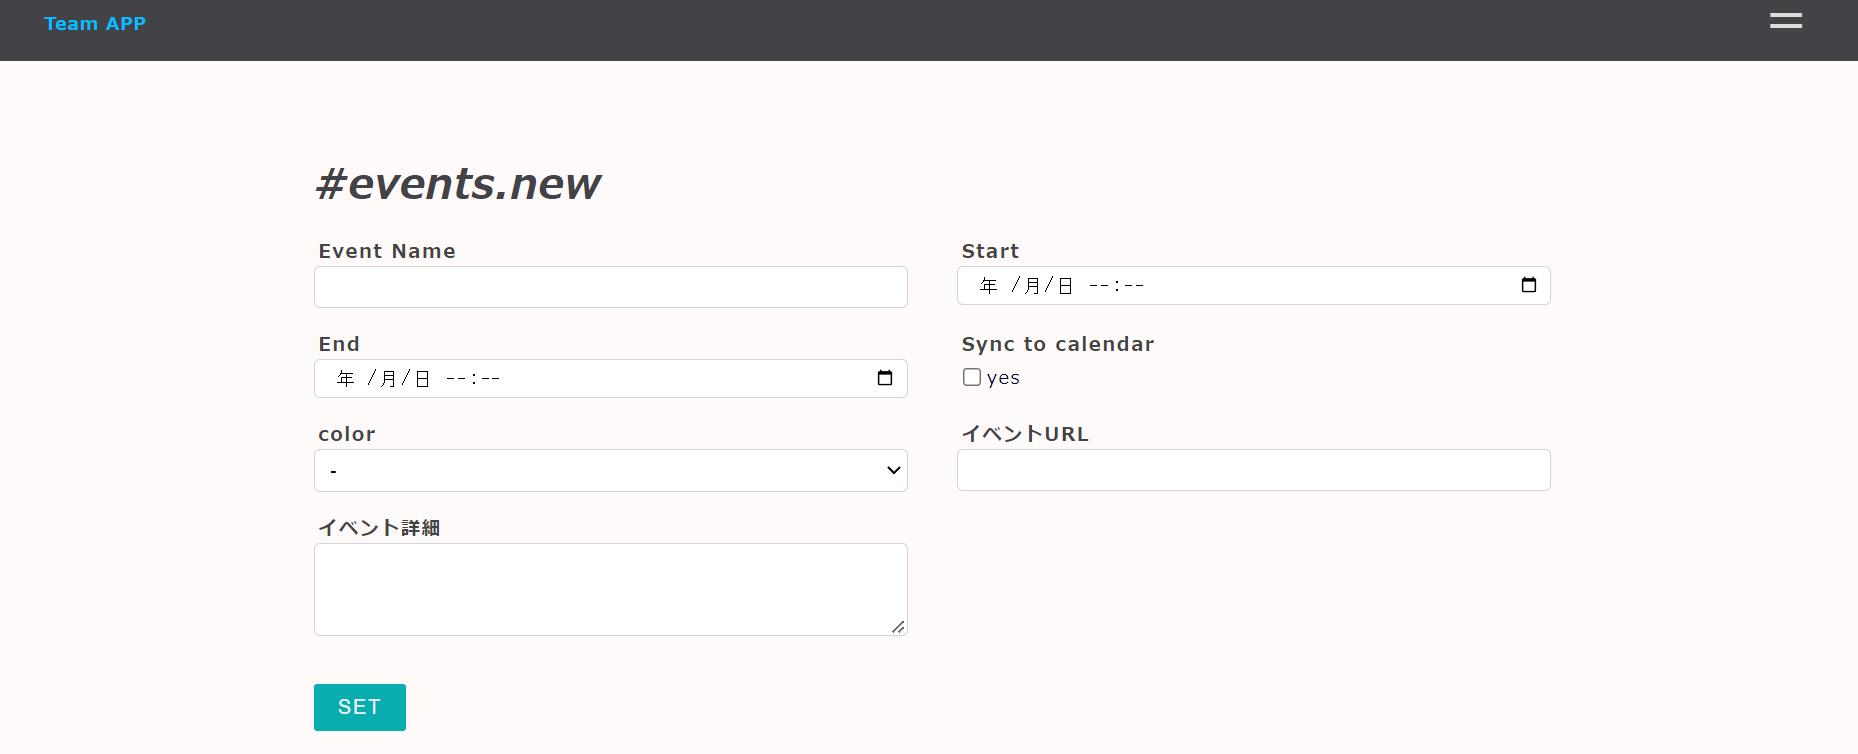 Team APP
#events.new
Event Name
Start
年 /月/日 --:--
End
年 /月/日 --:--
Sync to calendar
yes
color
-
イベントURL
イベント詳細
SET